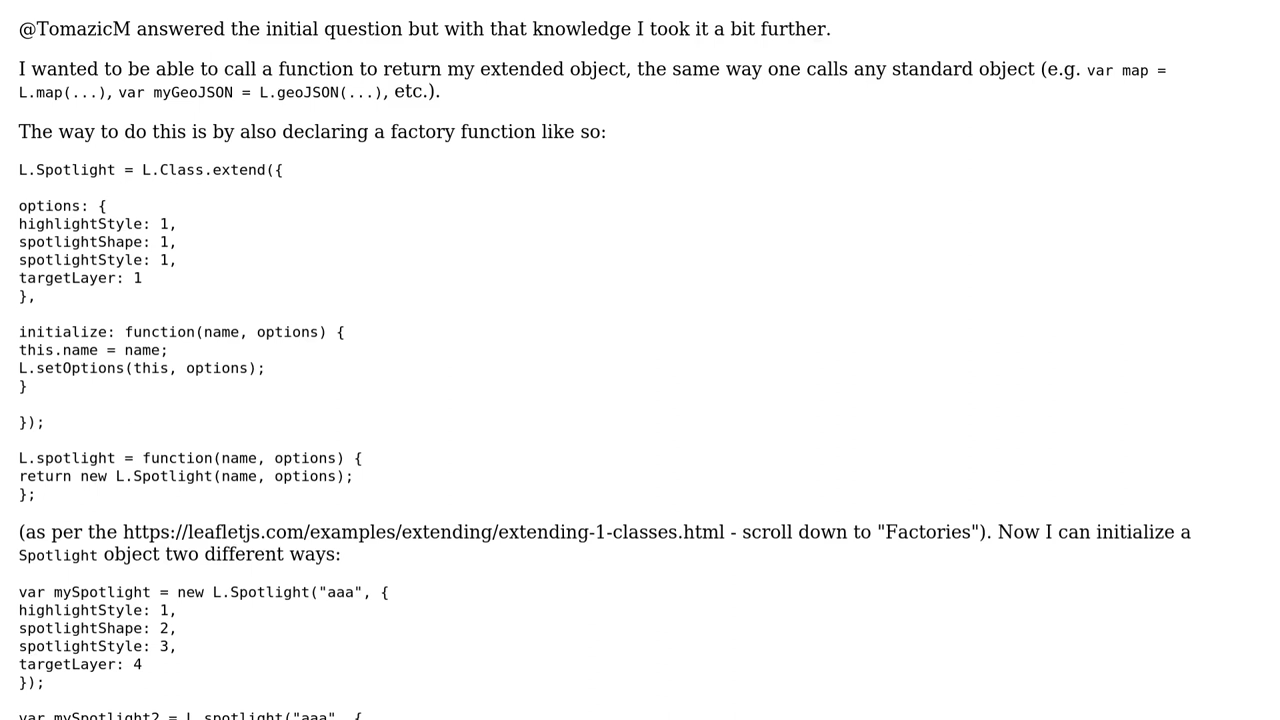 @TomazicM answered the initial question but with that knowledge I took it a bit further.
I wanted to be able to call a function to return my extended object, the same way one calls any standard object (e.g. var map =
L.map(...), var myGeoJSON = L.geoJSON(...), etc.).
The way to do this is by also declaring a factory function like so:
L.Spotlight = L.Class.extend({
options: {
highlightStyle: 1,
spotlightShape: 1,
spotlightStyle: 1,
targetLayer: 1
},
initialize: function(name, options) {
this.name = name;
L.setOptions(this, options);
}
});
L.spotlight = function(name, options) {
return new L.Spotlight(name, options);
};
(as per the https://leafletjs.com/examples/extending/extending-1-classes.html - scroll down to "Factories"). Now I can initialize a
Spotlight object two different ways:
var mySpotlight = new L.Spotlight("aaa", {
highlightStyle: 1,
spotlightShape: 2,
spotlightStyle: 3,
targetLayer: 4
});
var mySpotlight2 = L.spotlight("aaa", {